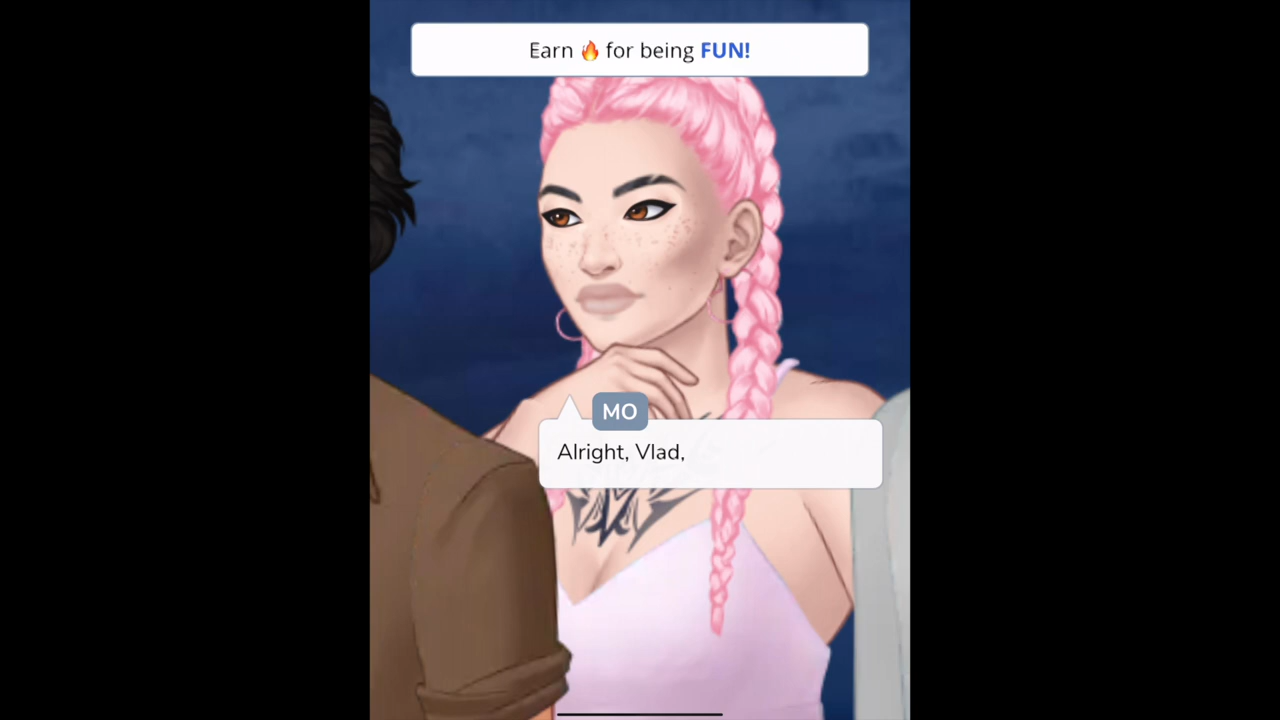 Earn 🔥 for being FUN!
MO
Alright, Vlad,